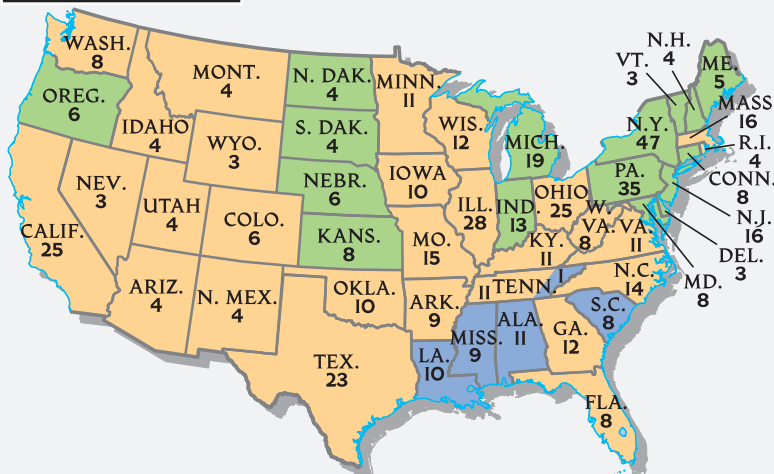 WASH.
8
OREG.
6
CALIF.
25
NEV.
3
IDAHO
4
MONT.
4
WYO.
3
UTAH
4
COLO.
6
ARIZ.
4
N. MEX.
4
N. DAK.
4
S. DAK.
4
NEBR.
6
KANS.
8
OKLA.
10
TEX.
23
MINN.
11
IOWA
10
MO.
15
ARK.
9
LA.
10
WIS.
12
ILL.
28
MICH.
19
IND.
13
OHIO
25
KY.
11
11 TENN. 1
MISS.
9
ALA.
11
GA.
12
FLA.
8
S.C.
8
N.C.
14
VA.
11
W.
VA.
8
PA.
35
N.Y.
47
VT.
3
N.H.
4
ME.
5
MASS.
16
R.I.
4
CONN.
8
N.J.
16
DEL.
3
MD.
8